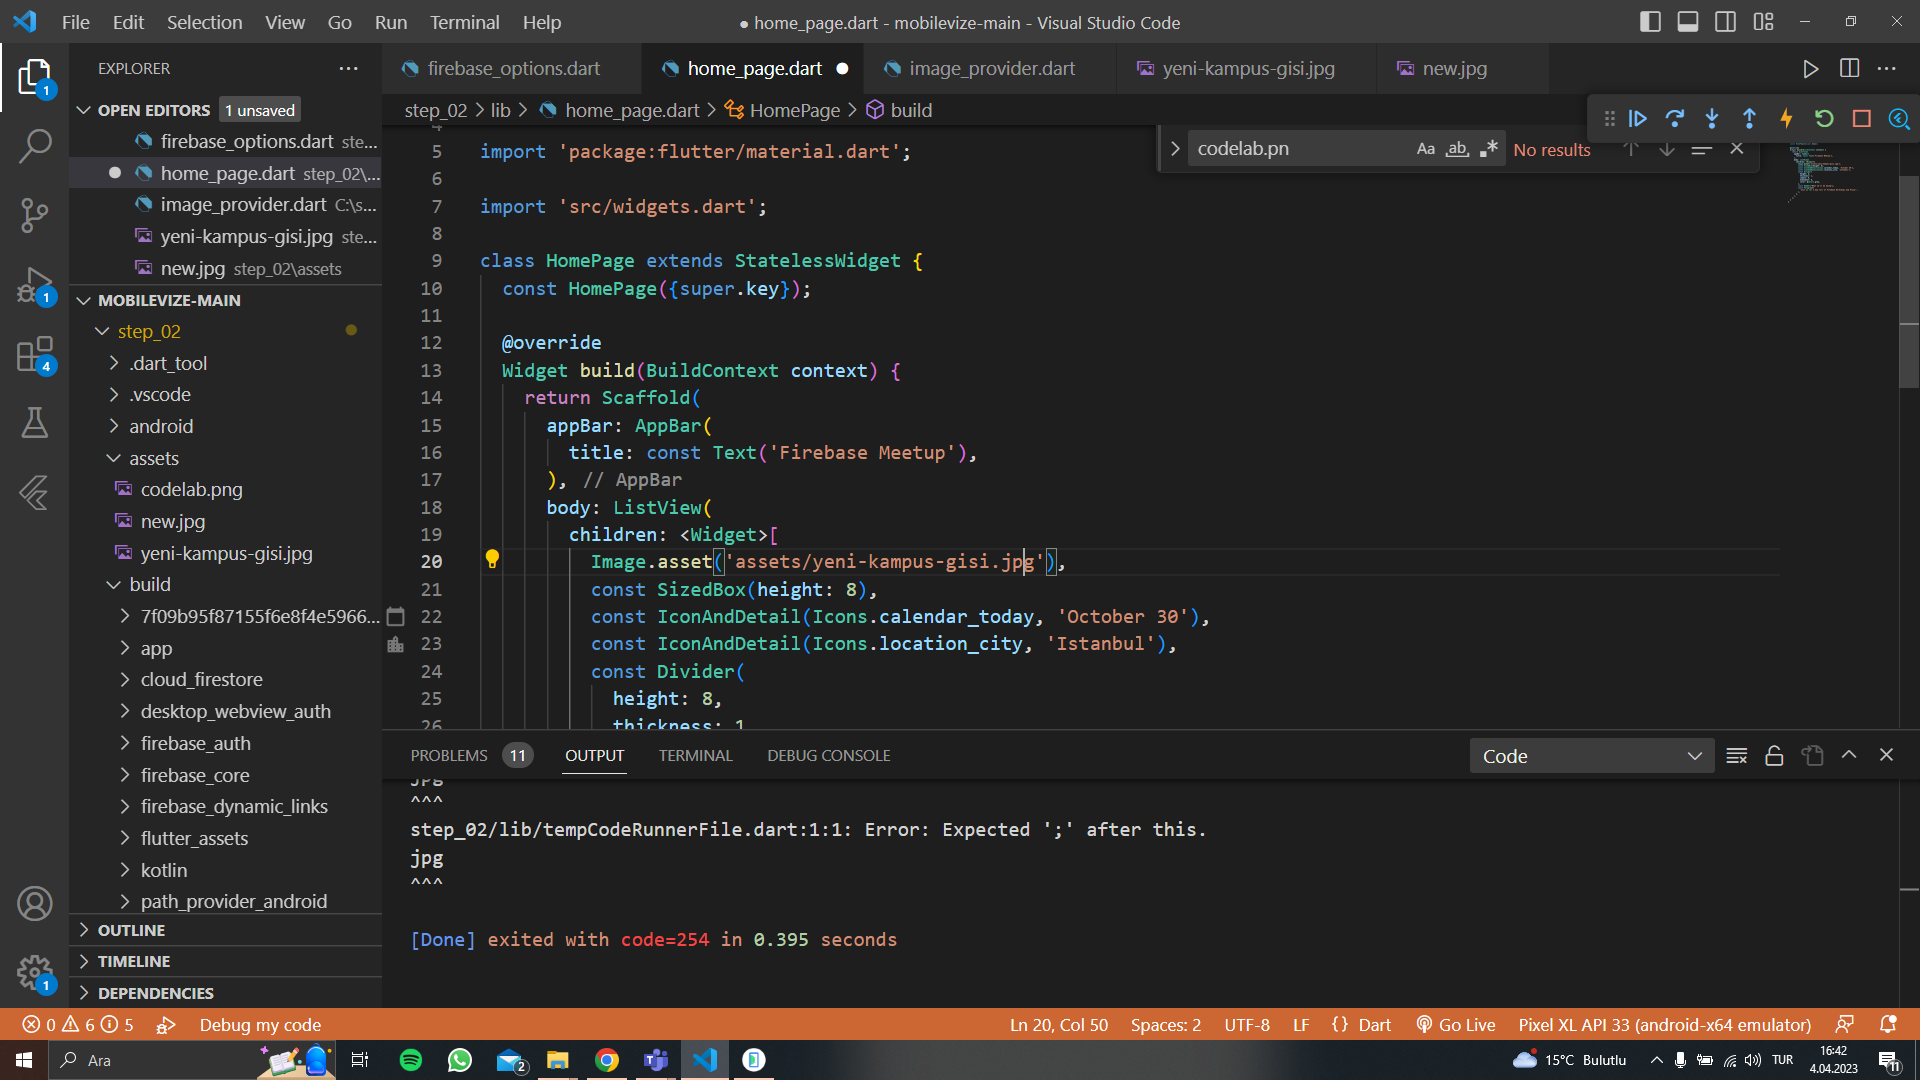 File Edit Selection View Go Run Terminal Help
● home_page.dart - mobilevize-main - Visual Studio Code
EXPLORER
OPEN EDITORS 1 unsaved
firebase_options.dart ste...
home_page.dart step_02\...
image_provider.dart C:\s...
yeni-kampus-gisi.jpg ste...
new.jpg step_02\assets
MOBILEVIZE-MAIN
step_02
.dart_tool
.vscode
android
assets
codelab.png
new.jpg
yeni-kampus-gisi.jpg
build
7f09b95f87155f6e8f4e5966...
app
cloud_firestore
desktop_webview_auth
firebase_auth
firebase_core
firebase_dynamic_links
flutter_assets
kotlin
path_provider_android
OUTLINE
TIMELINE
DEPENDENCIES
1
1
4
1
firebase_options.dart home_page.dart ● image_provider.dart yeni-kampus-gisi.jpg new.jpg
step_02 > lib > home_page.dart > HomePage > build
codelab.pn Aa ab .* No results
4
5 import 'package:flutter/material.dart';
6
7 import 'src/widgets.dart';
8
9 class HomePage extends StatelessWidget {
10 const HomePage({super.key});
11
12 @override
13 Widget build(BuildContext context) {
14 return Scaffold(
15 appBar: AppBar(
16 title: const Text('Firebase Meetup'),
17 ), // AppBar
18 body: ListView(
19 children: <Widget>[
20 Image.asset('assets/yeni-kampus-gisi.jpg'),
21 const SizedBox(height: 8),
22 const IconAndDetail(Icons.calendar_today, 'October 30'),
23 const IconAndDetail(Icons.location_city, 'Istanbul'),
24 const Divider(
25 height: 8,
26 thickness: 1
PROBLEMS 11 OUTPUT TERMINAL DEBUG CONSOLE Code
jpg
^^^
step_02/lib/tempCodeRunnerFile.dart:1:1: Error: Expected ';' after this.
jpg
^^^
[Done] exited with code=254 in 0.395 seconds
0 6 5 Debug my code Ln 20, Col 50 Spaces: 2 UTF-8 LF {} Dart Go Live Pixel XL API 33 (android-x64 emulator)
Ara 2 15°C Bulutlu TUR 16:42
4.04.2023 11